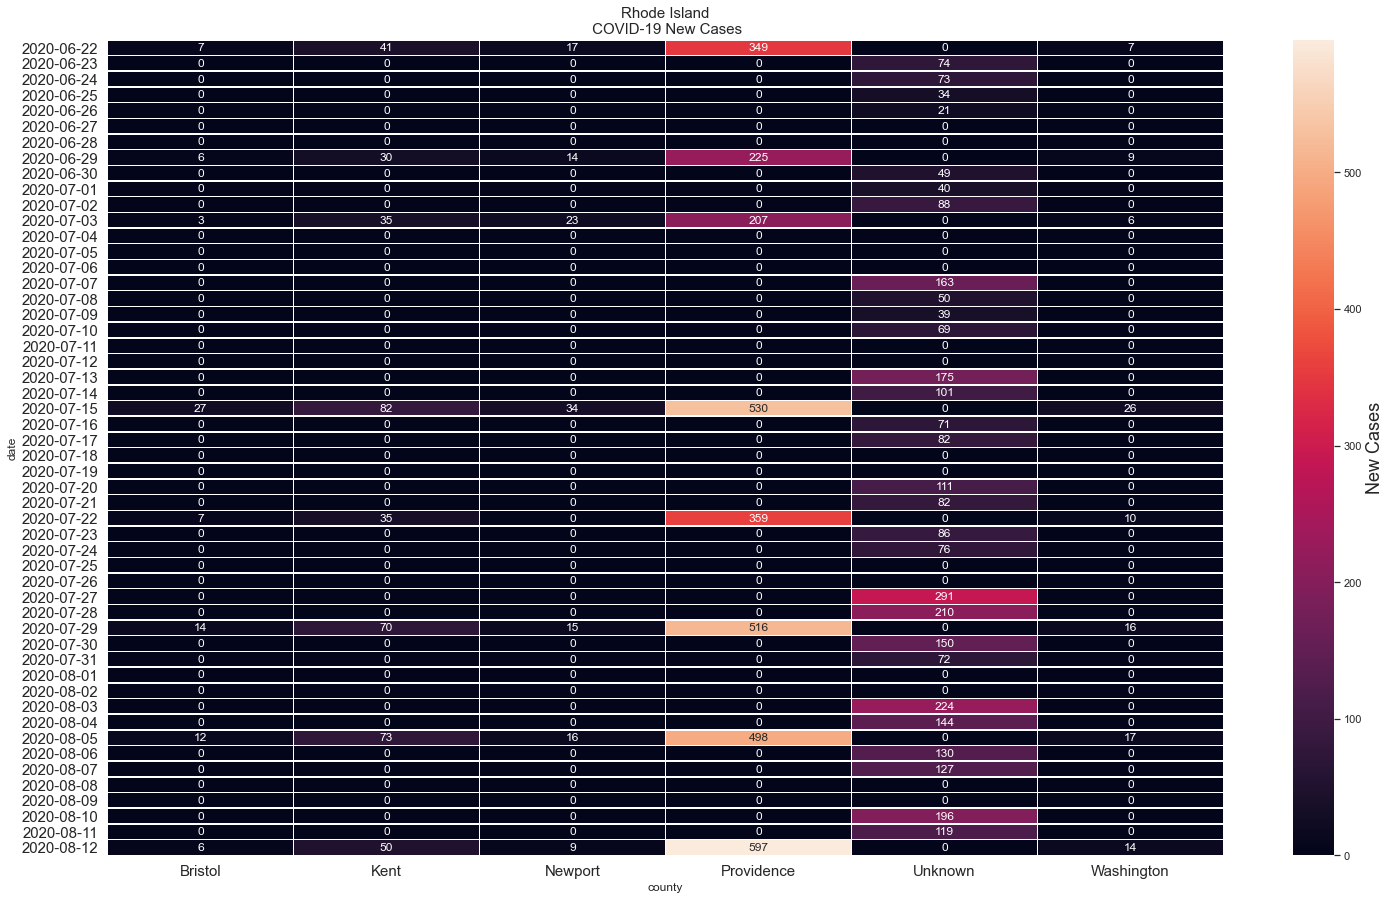 Rhode Island
COVID-19 New Cases
2020-06-22 7 41 17 349 0 7
2020-06-23 0 0 0 0 74 0
2020-06-24 0 0 0 0 73 0
2020-06-25 0 0 0 0 34 0
2020-06-26 0 0 0 0 21 0
2020-06-27 0 0 0 0 0 0
2020-06-28 0 0 0 0 0 0
2020-06-29 6 30 14 225 0 9
2020-06-30 0 0 0 0 49 0
2020-07-01 0 0 0 0 40 0
2020-07-02 0 0 0 0 88 0
2020-07-03 3 35 23 207 0 6
2020-07-04 0 0 0 0 0 0
2020-07-05 0 0 0 0 0 0
2020-07-06 0 0 0 0 0 0
2020-07-07 0 0 0 0 163 0
2020-07-08 0 0 0 0 50 0
2020-07-09 0 0 0 0 39 0
2020-07-10 0 0 0 0 69 0
2020-07-11 0 0 0 0 0 0
2020-07-12 0 0 0 0 0 0
2020-07-13 0 0 0 0 175 0
2020-07-14 0 0 0 0 101 0
2020-07-15 27 82 34 530 0 26
2020-07-16 0 0 0 0 71 0
2020-07-17 0 0 0 0 82 0
2020-07-18 0 0 0 0 0 0
2020-07-19 0 0 0 0 0 0
2020-07-20 0 0 0 0 111 0
2020-07-21 0 0 0 0 82 0
2020-07-22 7 35 0 359 0 10
2020-07-23 0 0 0 0 86 0
2020-07-24 0 0 0 0 76 0
2020-07-25 0 0 0 0 0 0
2020-07-26 0 0 0 0 0 0
2020-07-27 0 0 0 0 291 0
2020-07-28 0 0 0 0 210 0
2020-07-29 14 70 15 516 0 16
2020-07-30 0 0 0 0 150 0
2020-07-31 0 0 0 0 72 0
2020-08-01 0 0 0 0 0 0
2020-08-02 0 0 0 0 0 0
2020-08-03 0 0 0 0 224 0
2020-08-04 0 0 0 0 144 0
2020-08-05 12 73 16 498 0 17
2020-08-06 0 0 0 0 130 0
2020-08-07 0 0 0 0 127 0
2020-08-08 0 0 0 0 0 0
2020-08-09 0 0 0 0 0 0
2020-08-10 0 0 0 0 196 0
2020-08-11 0 0 0 0 119 0
2020-08-12 6 50 9 597 0 14
Bristol Kent Newport Providence Unknown Washington
county
date
500
400
300
200
100
0
New Cases